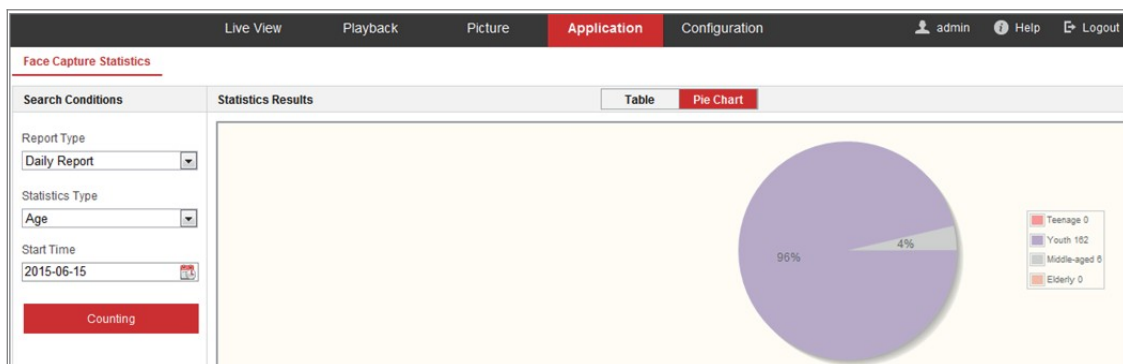 Live View Playback Picture Application Configuration admin Help Logout
Face Capture Statistics
Search Conditions
Statistics Results
Table Pie Chart
Report Type
Daily Report
Statistics Type
Age
Start Time
2015-06-15
Counting
96%
4%
Teenage 0
Youth 162
Middle-aged 6
Elderly 0